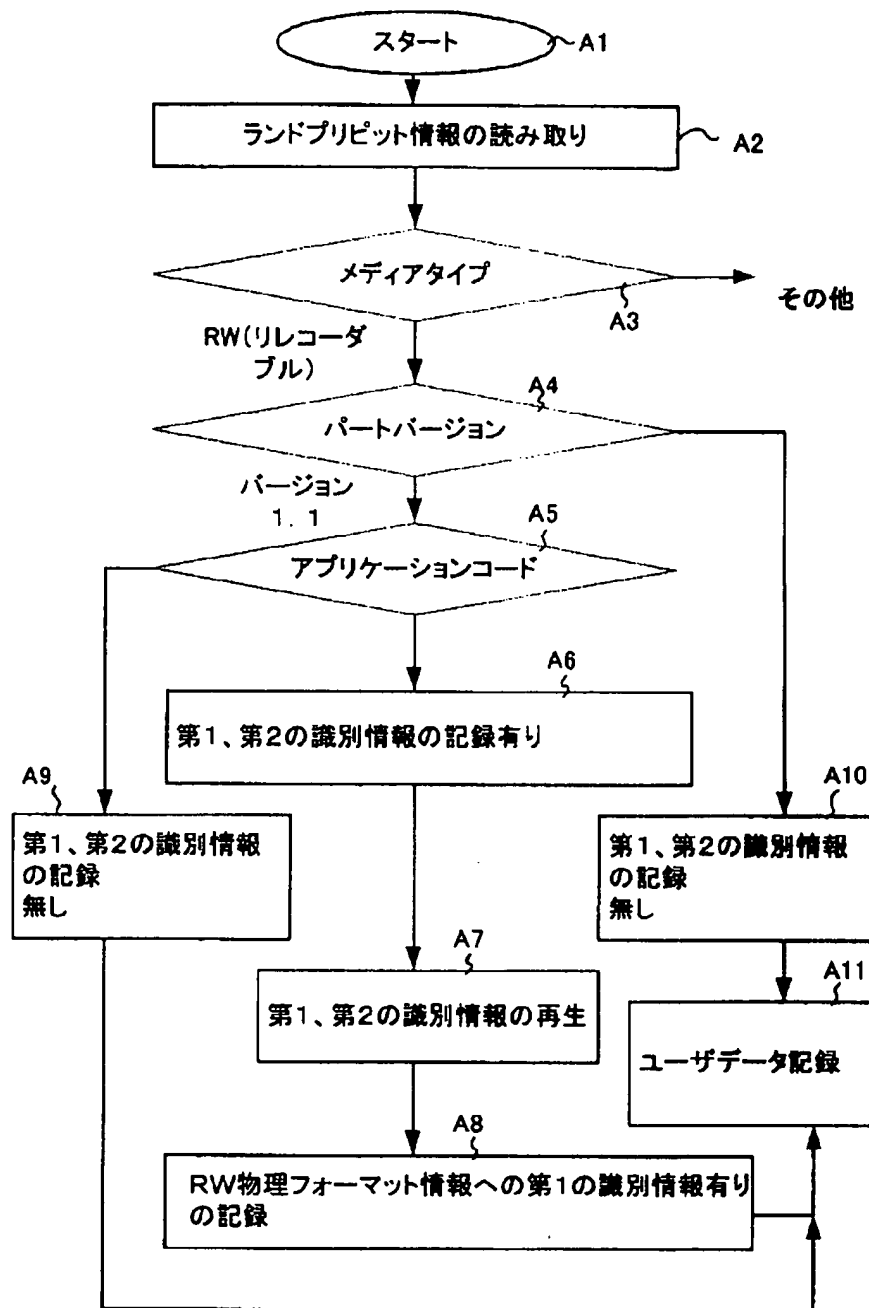 スタート
A1
ランドプリピット情報の読み取り
A2
メディアタイプ
A3
その他
RW(リレコーダ
ブル)
A4
パートバージョン
バージョン
1. 1
A5
アプリケーションコード
A6
第1、第2の識別情報の記録有り
A9
第1、第2の識別情報
の記録
無し
A10
第1、第2の識別情報
の記録
無し
A7
第1、第2の識別情報の再生
A11
ユーザデータ記録
A8
RW物理フォーマット情報への第1の識別情報有り
の記録